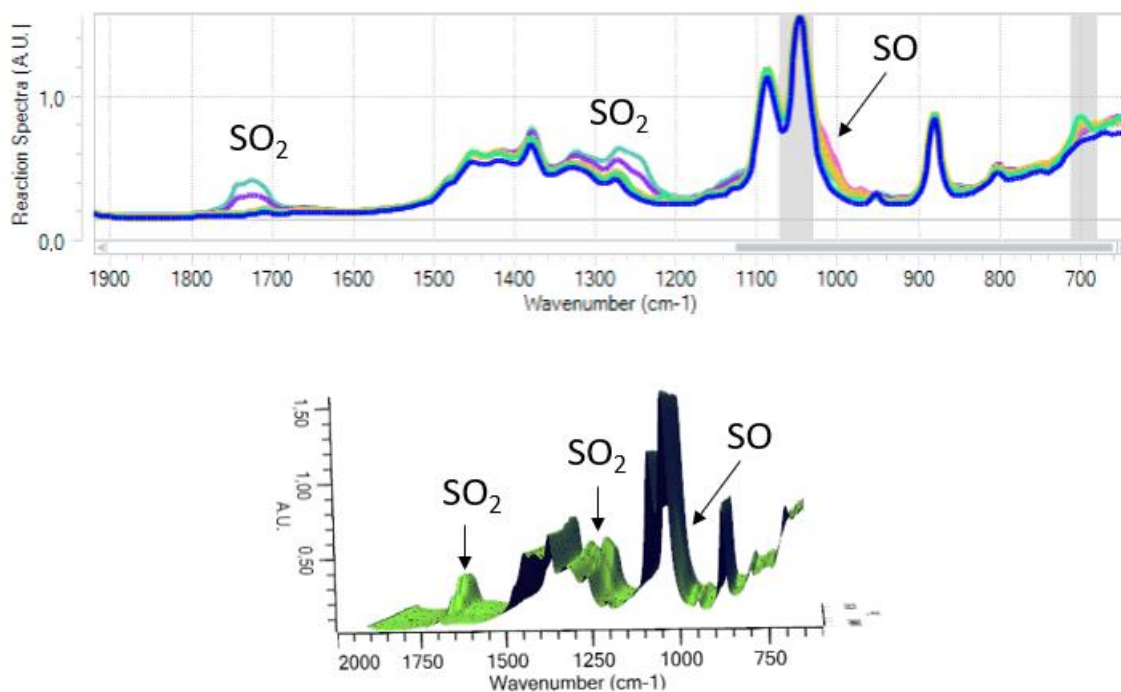 Reaction Spectra (A.U.)
1.0
0.0
SO₂
SO₂
SO
1900 1800 1700 1600 1500 1400 1300 1200 1100 1000 900 800 700
Wavenumber (cm-1)
1,50
1,00
0,50
A.U.
SO₂
SO₂
SO
2000 1750 1500 1250 1000 750
Wavenumber (cm-1)